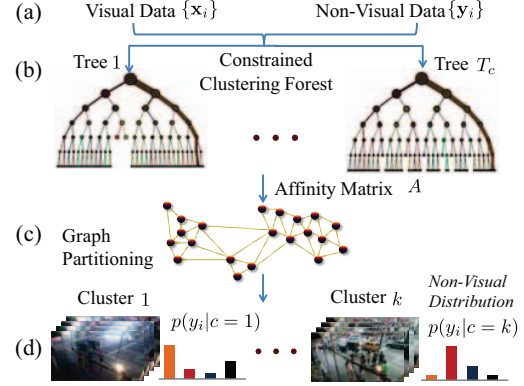 (a) Visual Data {x_i} Non-Visual Data {y_i}
(b) Tree 1 Constrained Clustering Forest Tree T_c
Affinity Matrix A
(c) Graph Partitioning
Cluster 1 Cluster k Non-Visual Distribution
(d) p(y_i|c = 1) p(y_i|c = k)